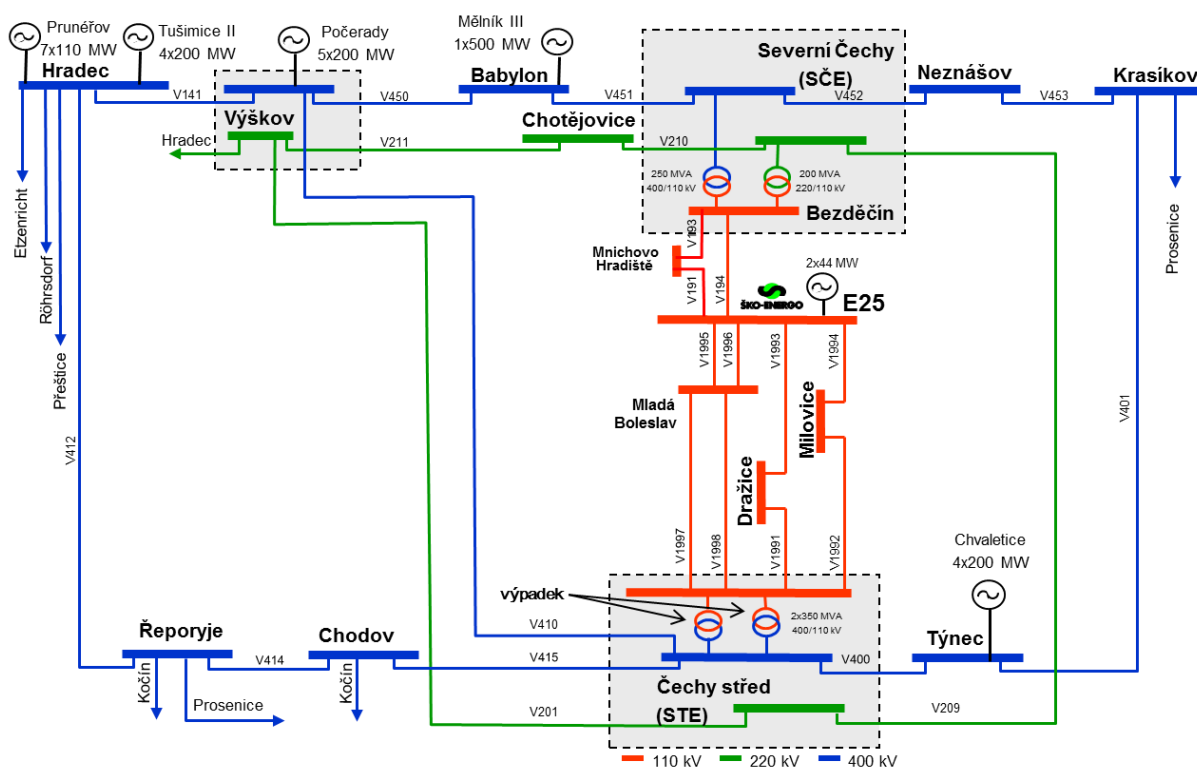 Prunéřov
7x110 MW
Hradec
Tušimice II
4x200 MW
Počerady
5x200 MW
Mělník III
1x500 MW
Babylon
Severní Čechy
(SČE)
Neznášov
Krasíkov
V141
V450
V451
V452
V453
Výškov
Hradec
V211
Chotějovice
V210
250 MVA
400/110 kV
200 MVA
220/110 kV
Bezděčín
V193
Mnichovo
Hradiště
V191
V194
ŠKO-ENERGO
2x44 MW
E25
Etzenricht
Röhrsdorf
Přeštice
Prosenice
V1995
V1996
V1993
V1994
Mladá
Boleslav
Milovice
Dražice
V412
V401
V1997
V1998
V1991
V1992
Chvaletice
4x200 MW
výpadek
2x350 MVA
400/110 kV
Řeporyje
Chodov
V410
V414
V415
V400
Týnec
Kočín
Prosenice
Kočín
Čechy střed
(STE)
V201
V209
110 kV
220 kV
400 kV